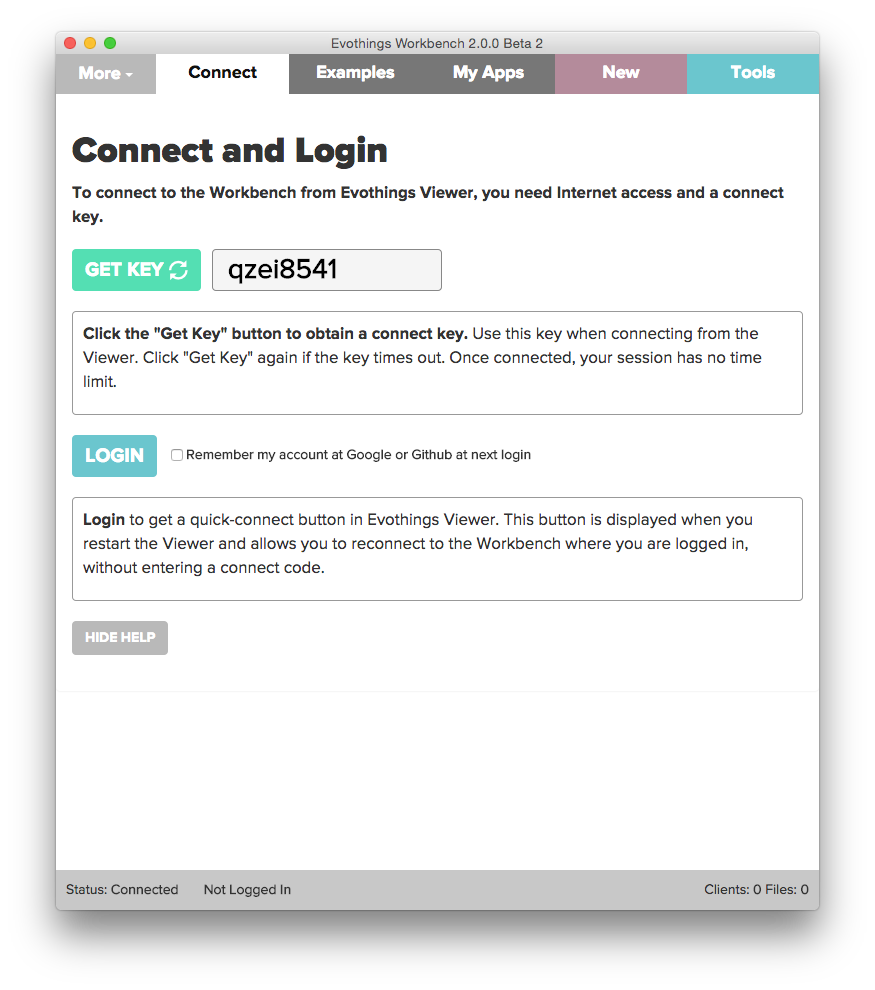 Evothings Workbench 2.0.0 Beta 2
More Connect Examples My Apps New Tools
Connect and Login
To connect to the Workbench from Evothings Viewer, you need Internet access and a connect
key.
GET KEY qzei8541
Click the "Get Key" button to obtain a connect key. Use this key when connecting from the
Viewer. Click "Get Key" again if the key times out. Once connected, your session has no time
limit.
LOGIN Remember my account at Google or Github at next login
Login to get a quick-connect button in Evothings Viewer. This button is displayed when you
restart the Viewer and allows you to reconnect to the Workbench where you are logged in,
without entering a connect code.
HIDE HELP
Status: Connected Not Logged In Clients: 0 Files: 0